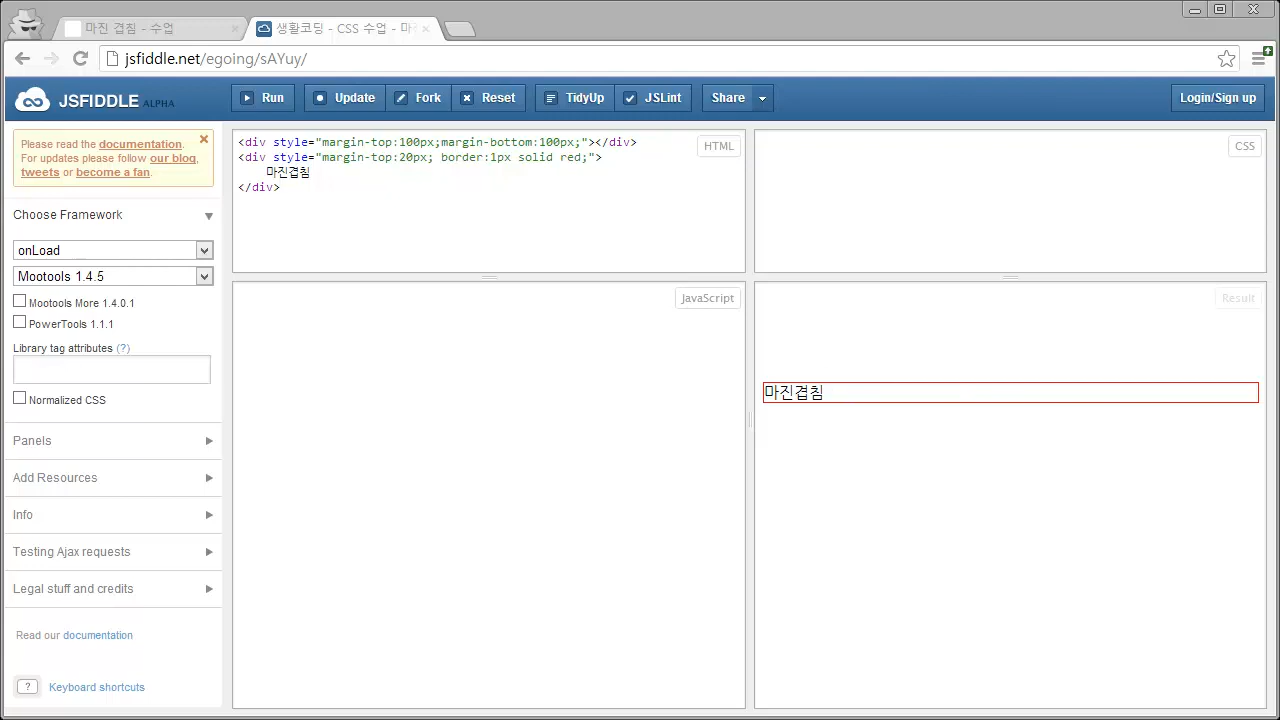 마진 겹침 - 수업
생활코딩 - CSS 수업 - 마
jsfiddle.net/egoing/sAYuy/
JSFIDDLE ALPHA
Run
Update
Fork
Reset
TidyUp
JSLint
Share
Login/Sign up
Please read the documentation.
For updates please follow our blog,
tweets or become a fan.
Choose Framework
onLoad
Mootools 1.4.5
Mootools More 1.4.0.1
PowerTools 1.1.1
Library tag attributes (?)
Normalized CSS
Panels
Add Resources
Info
Testing Ajax requests
Legal stuff and credits
Read our documentation
? Keyboard shortcuts
HTML
<div style="margin-top:100px;margin-bottom:100px;"></div>
<div style="margin-top:20px; border:1px solid red;">
마진겹침
</div>
CSS
JavaScript
Result
마진겹침